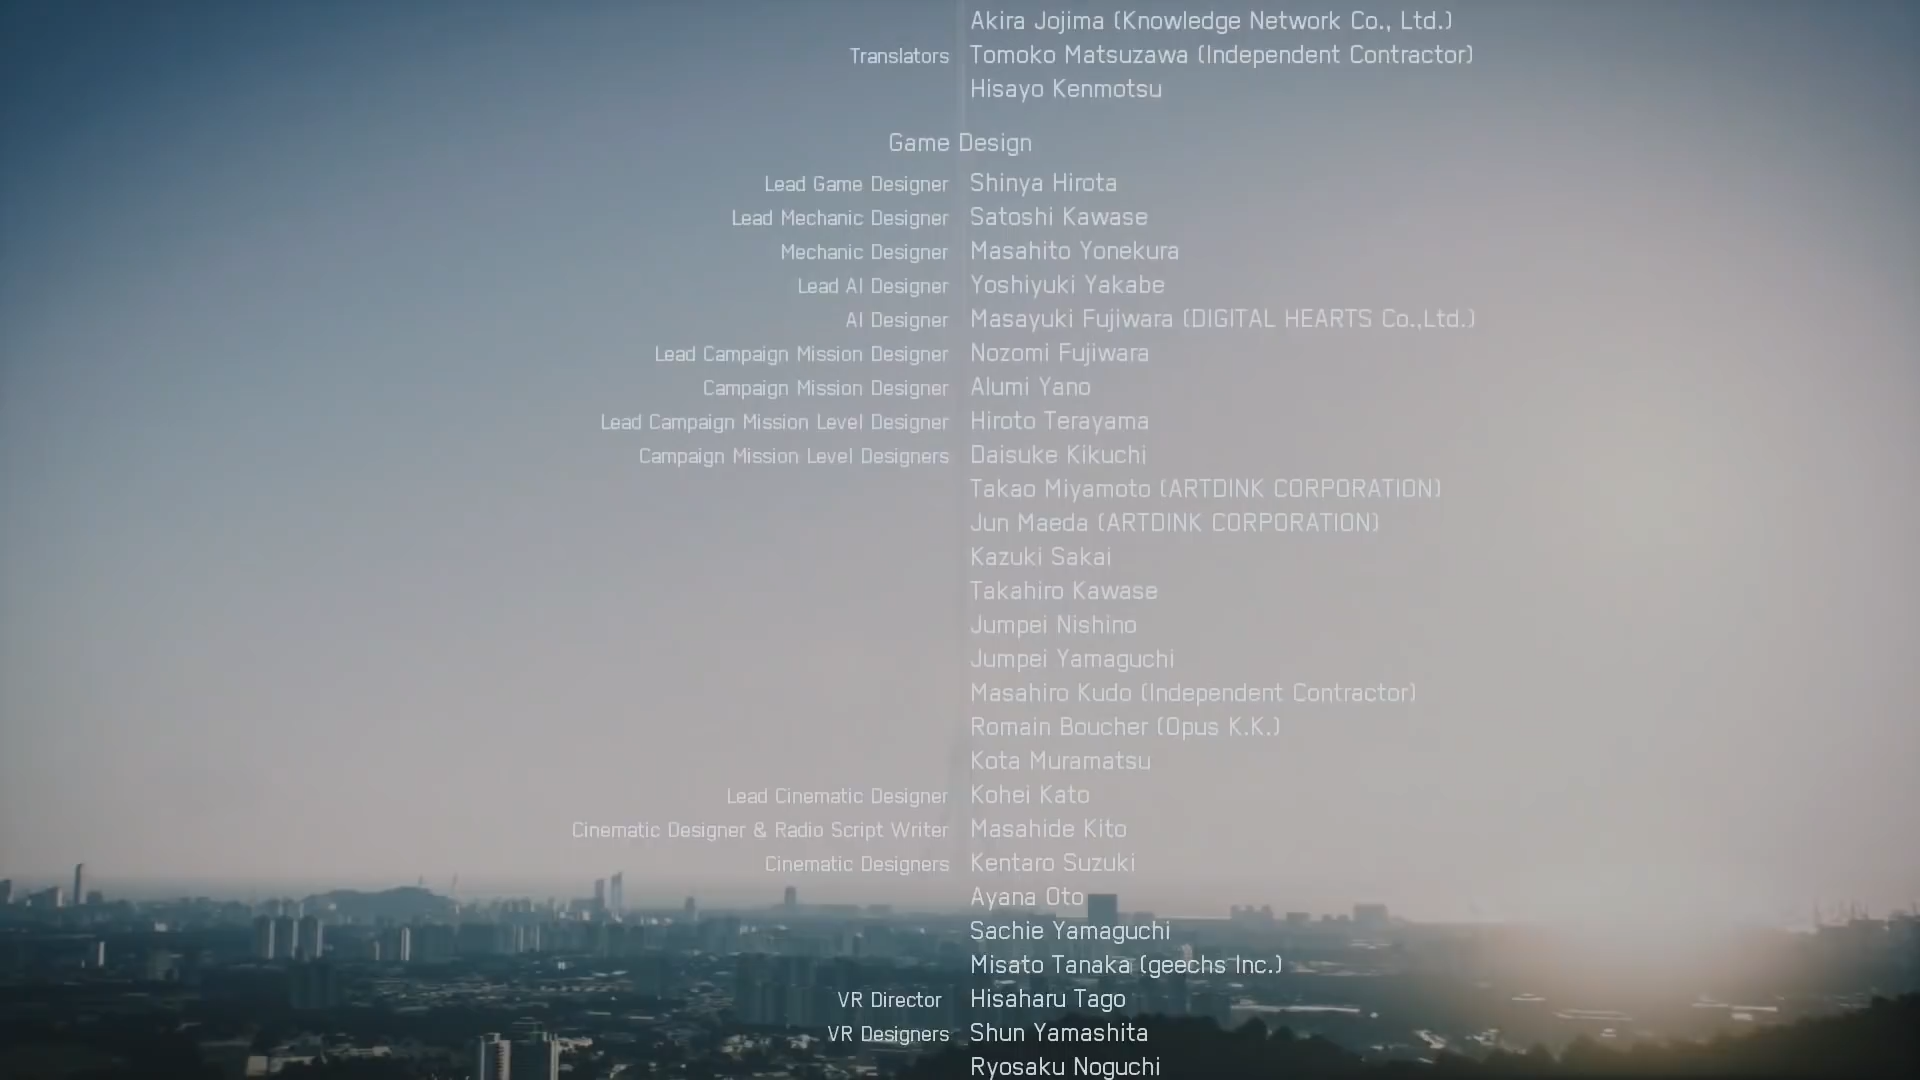 Akira Jojima (Knowledge Network Co., Ltd.)
Translators Tomoko Matsuzawa (Independent Contractor)
Hisayo Kenmotsu
Game Design
Lead Game Designer Shinya Hirota
Lead Mechanic Designer Satoshi Kawase
Mechanic Designer Masahito Yonekura
Lead AI Designer Yoshiyuki Yakabe
AI Designer Masayuki Fujiwara (DIGITAL HEARTS Co.,Ltd.)
Lead Campaign Mission Designer Nozomi Fujiwara
Campaign Mission Designer Alumi Yano
Lead Campaign Mission Level Designer Hiroto Terayama
Campaign Mission Level Designers Daisuke Kikuchi
Takao Miyamoto (ARTDINK CORPORATION)
Jun Maeda (ARTDINK CORPORATION)
Kazuki Sakai
Takahiro Kawase
Jumpei Nishino
Jumpei Yamaguchi
Masahiro Kudo (Independent Contractor)
Romain Boucher (Opus K.K.)
Kota Muramatsu
Lead Cinematic Designer Kohei Kato
Cinematic Designer & Radio Script Writer Masahide Kito
Cinematic Designers Kentaro Suzuki
Ayana Oto
Sachie Yamaguchi
Misato Tanaka (geechs Inc.)
VR Director Hisaharu Tago
VR Designers Shun Yamashita
Ryosaku Noguchi